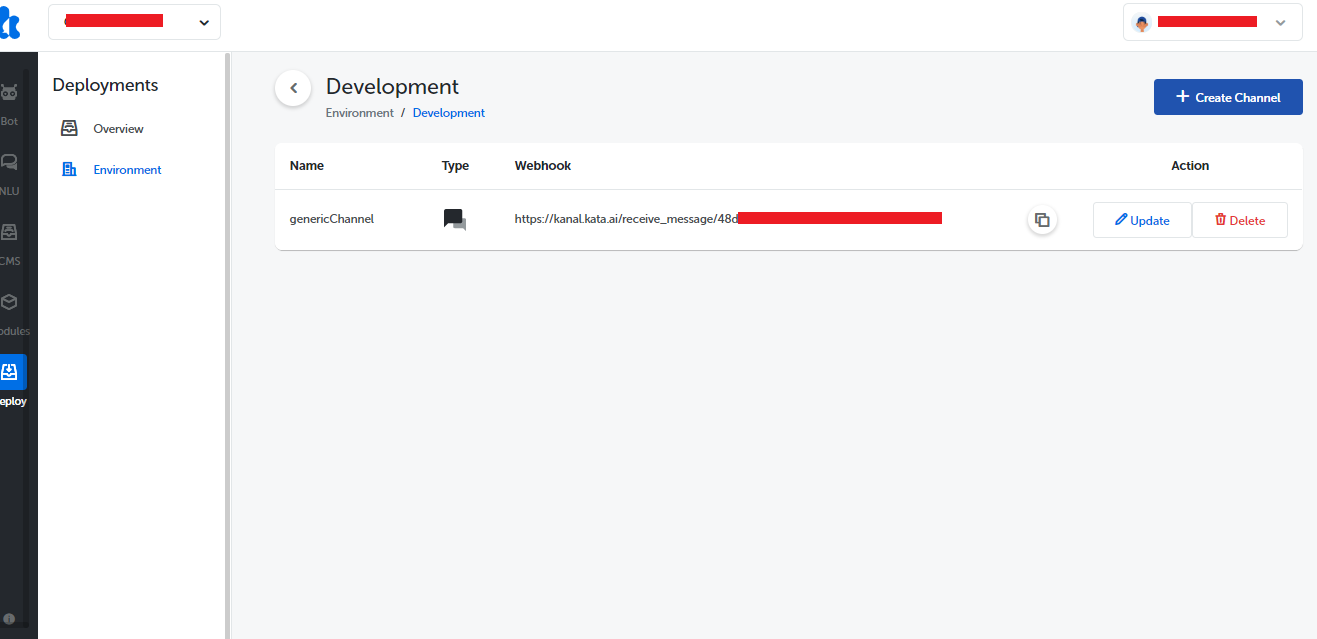 Deployments
Overview
Environment
Bot
NLU
CMS
odules
eploy
Development
Environment / Development
+ Create Channel
Name Type Webhook Action
genericChannel https://kanal.kata.ai/receive_message/48d Update Delete